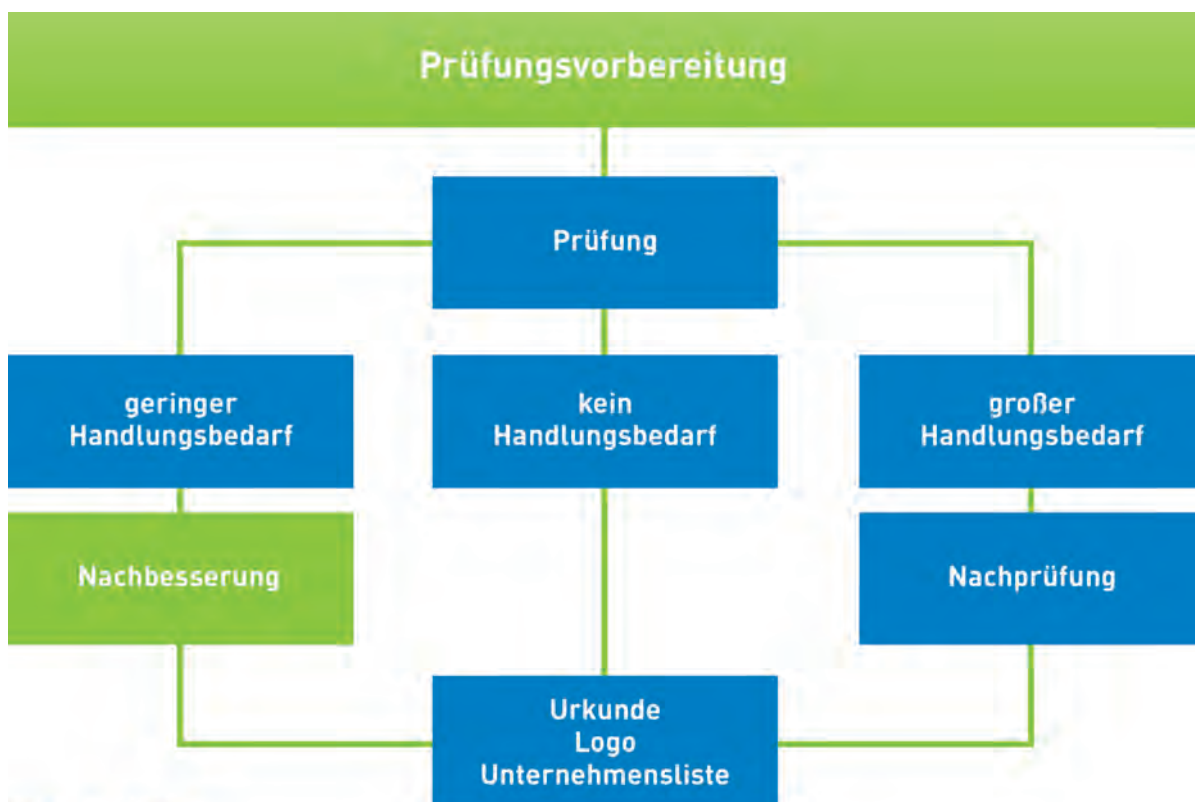 Prüfungsvorbereitung
Prüfung
geringer
Handlungsbedarf
kein
Handlungsbedarf
großer
Handlungsbedarf
Nachbesserung
Nachprüfung
Urkunde
Logo
Unternehmensliste